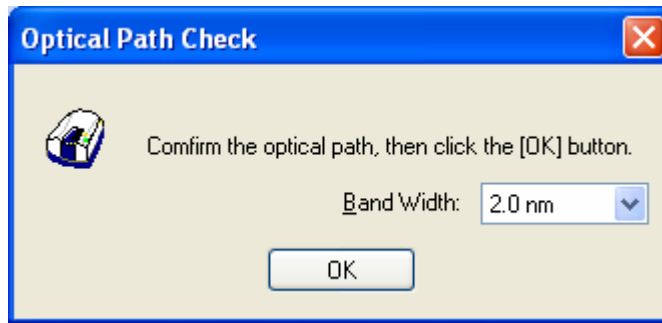 Optical Path Check
Comfirm the optical path, then click the [OK] button.
Band Width: 2.0 nm
OK